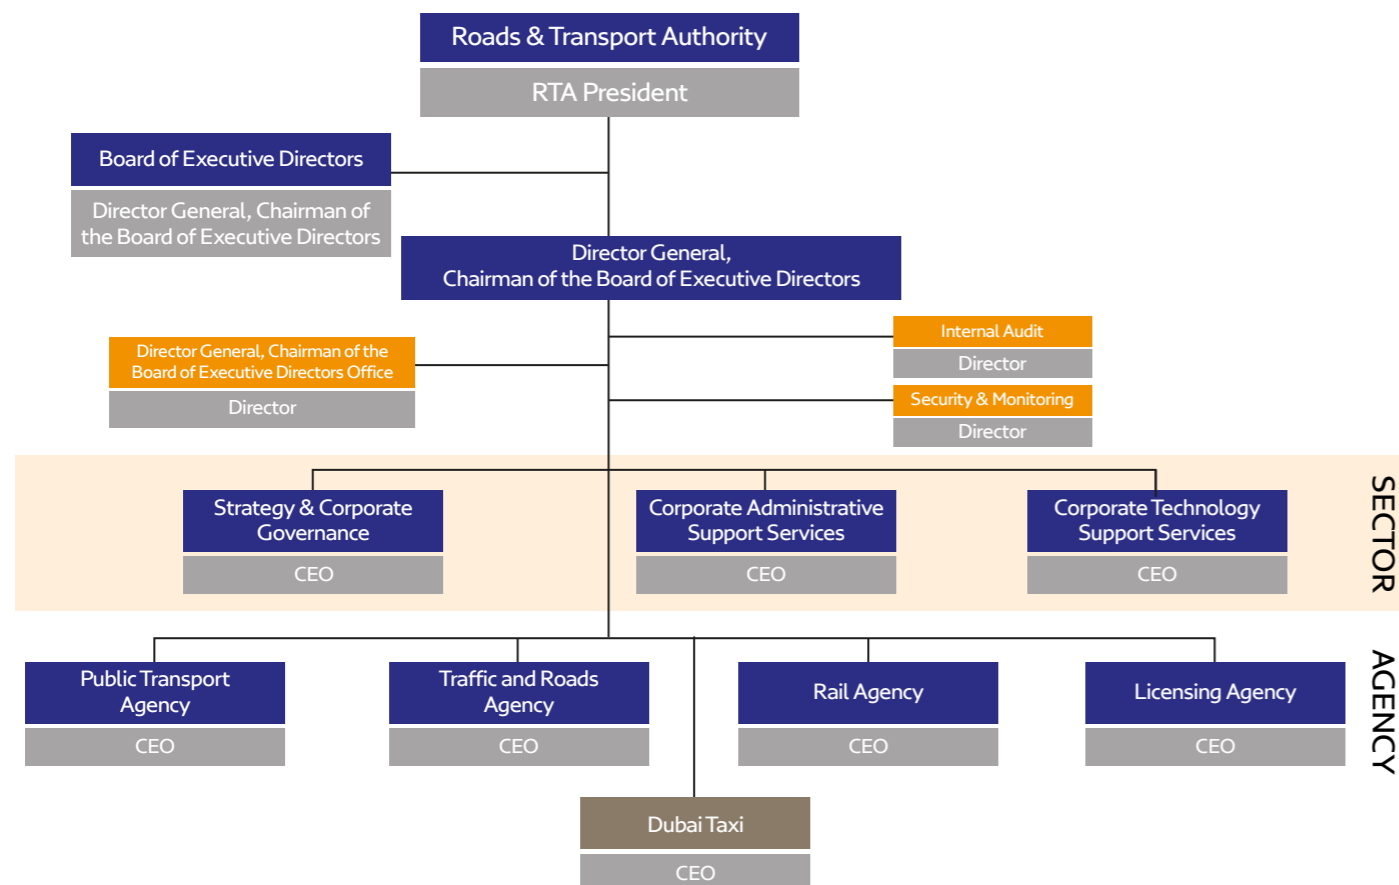 Roads & Transport Authority
RTA President
Board of Executive Directors
Director General, Chairman of
the Board of Executive Directors
Director General,
Chairman of the Board of Executive Directors
Internal Audit
Director
Director General, Chairman of the
Board of Executive Directors Office
Director
Security & Monitoring
Director
SECTOR
Strategy & Corporate
Governance
CEO
Corporate Administrative
Support Services
CEO
Corporate Technology
Support Services
CEO
AGENCY
Public Transport
Agency
CEO
Traffic and Roads
Agency
CEO
Rail Agency
CEO
Licensing Agency
CEO
Dubai Taxi
CEO